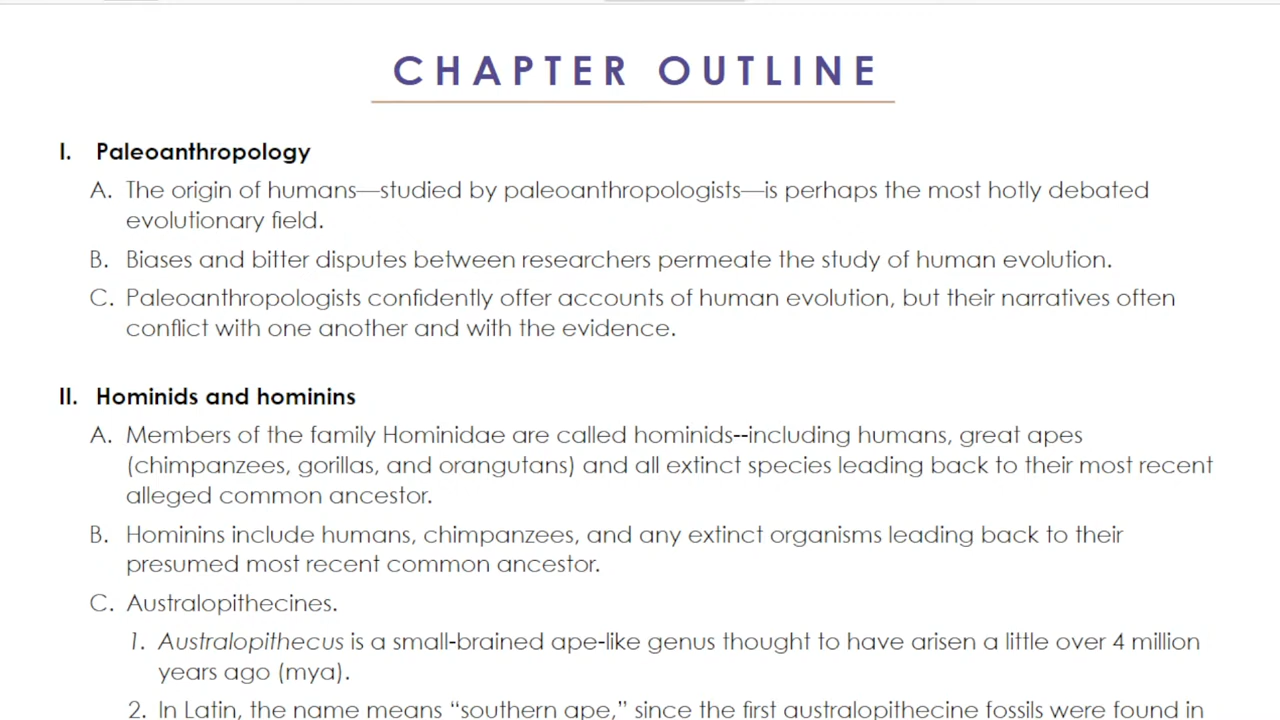 CHAPTER OUTLINE
I. Paleoanthropology
A. The origin of humans—studied by paleoanthropologists—is perhaps the most hotly debated
evolutionary field.
B. Biases and bitter disputes between researchers permeate the study of human evolution.
C. Paleoanthropologists confidently offer accounts of human evolution, but their narratives often
conflict with one another and with the evidence.
II. Hominids and hominins
A. Members of the family Hominidae are called hominids--including humans, great apes
(chimpanzees, gorillas, and orangutans) and all extinct species leading back to their most recent
alleged common ancestor.
B. Hominins include humans, chimpanzees, and any extinct organisms leading back to their
presumed most recent common ancestor.
C. Australopithecines.
1. Australopithecus is a small-brained ape-like genus thought to have arisen a little over 4 million
years ago (mya).
2. In Latin, the name means “southern ape,” since the first australopithecine fossils were found in